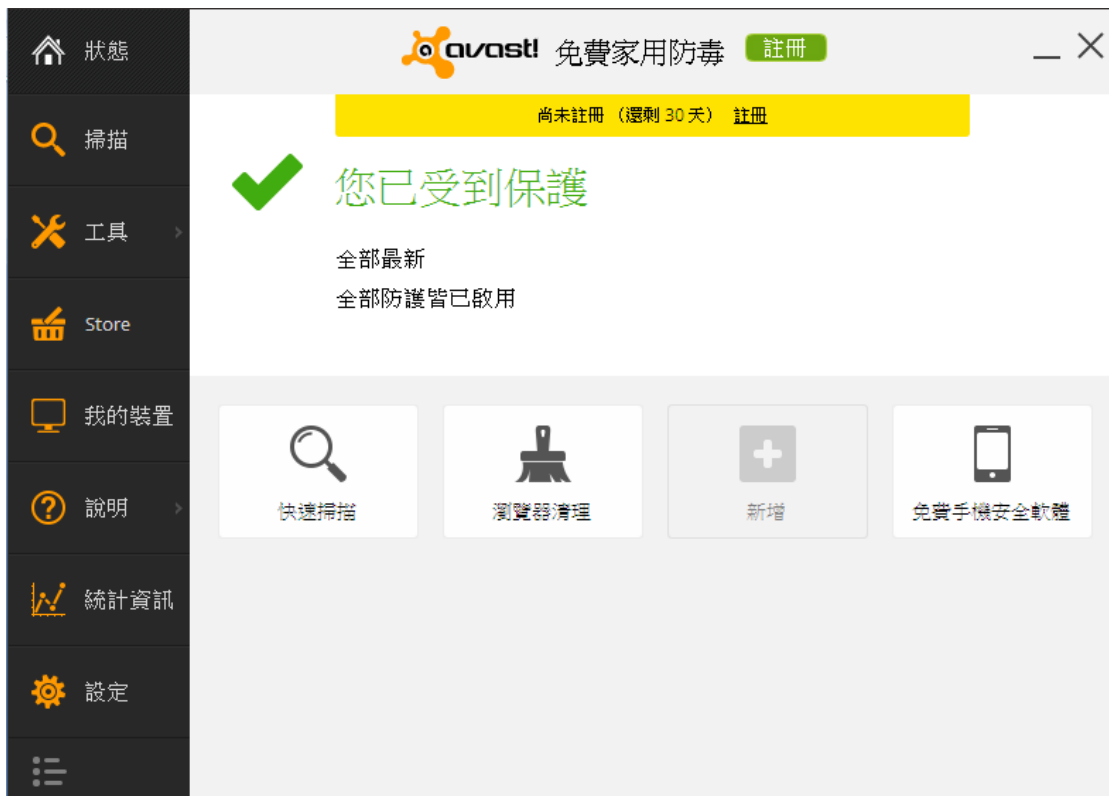 狀態
avast! 免費家用防毒 註冊
尚未註冊 (還剩 30 天) 註冊
掃描
您已受到保護
工具
全部最新
全部防護皆已啟用
Store
我的裝置
說明
快速掃描
瀏覽器清理
新增
免費手機安全軟體
統計資訊
設定